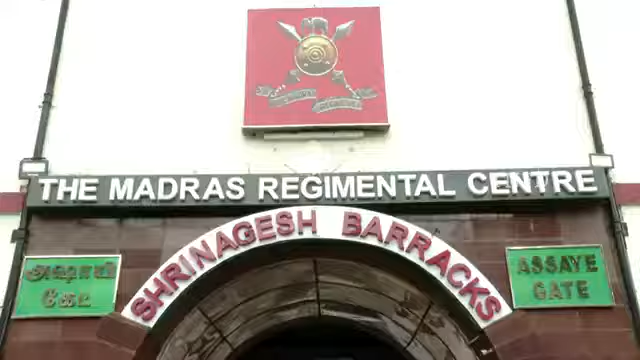 THE MADRAS REGIMENTAL CENTRE
SHRINAGESH BARRACKS
கேட்
ASSAYE
GATE